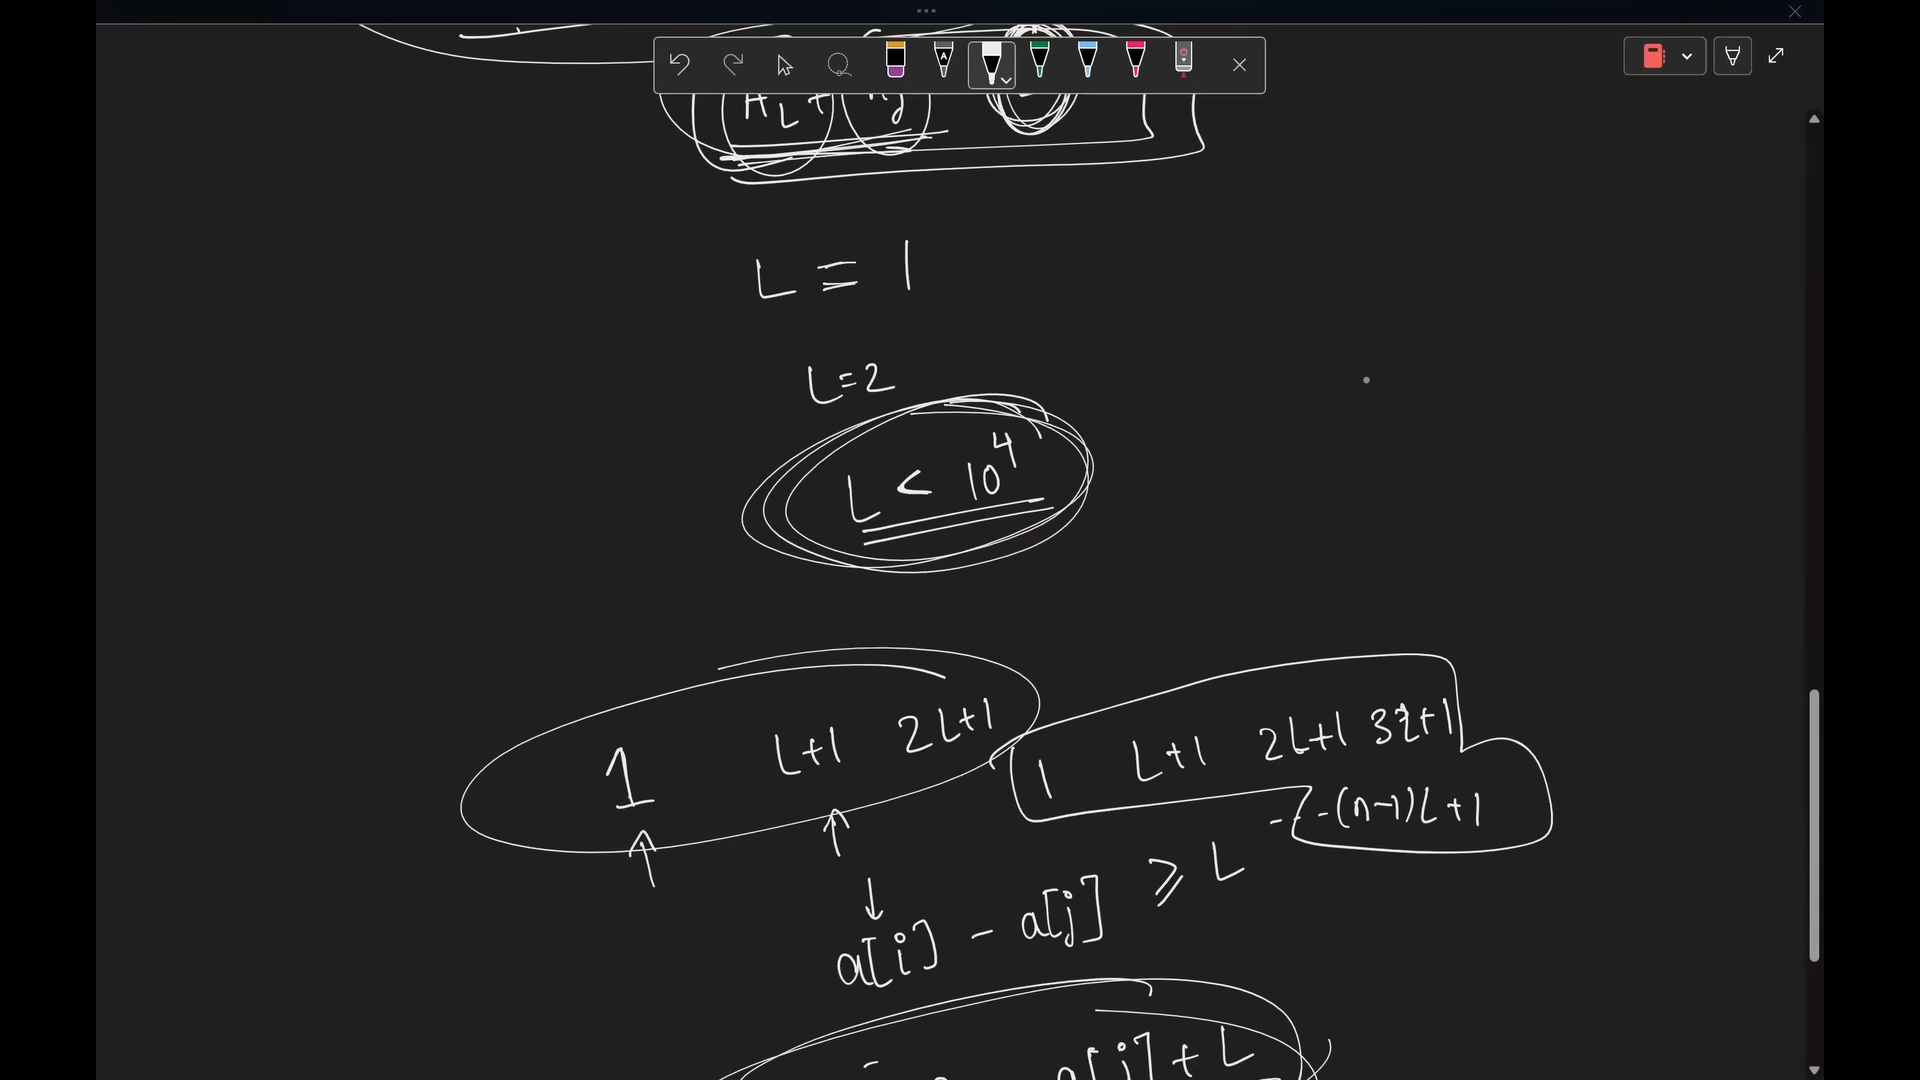 L = 1
L=2
L < 10^4
1 L+1 2L+1
1 L+1 2L+1 3L+1
---(n-1)L+1
a[i] - a[j] ≥ L
a[j] + L